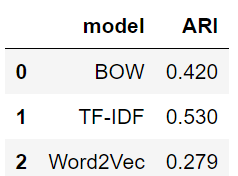 model ARI
0 BOW 0.420
1 TF-IDF 0.530
2 Word2Vec 0.279